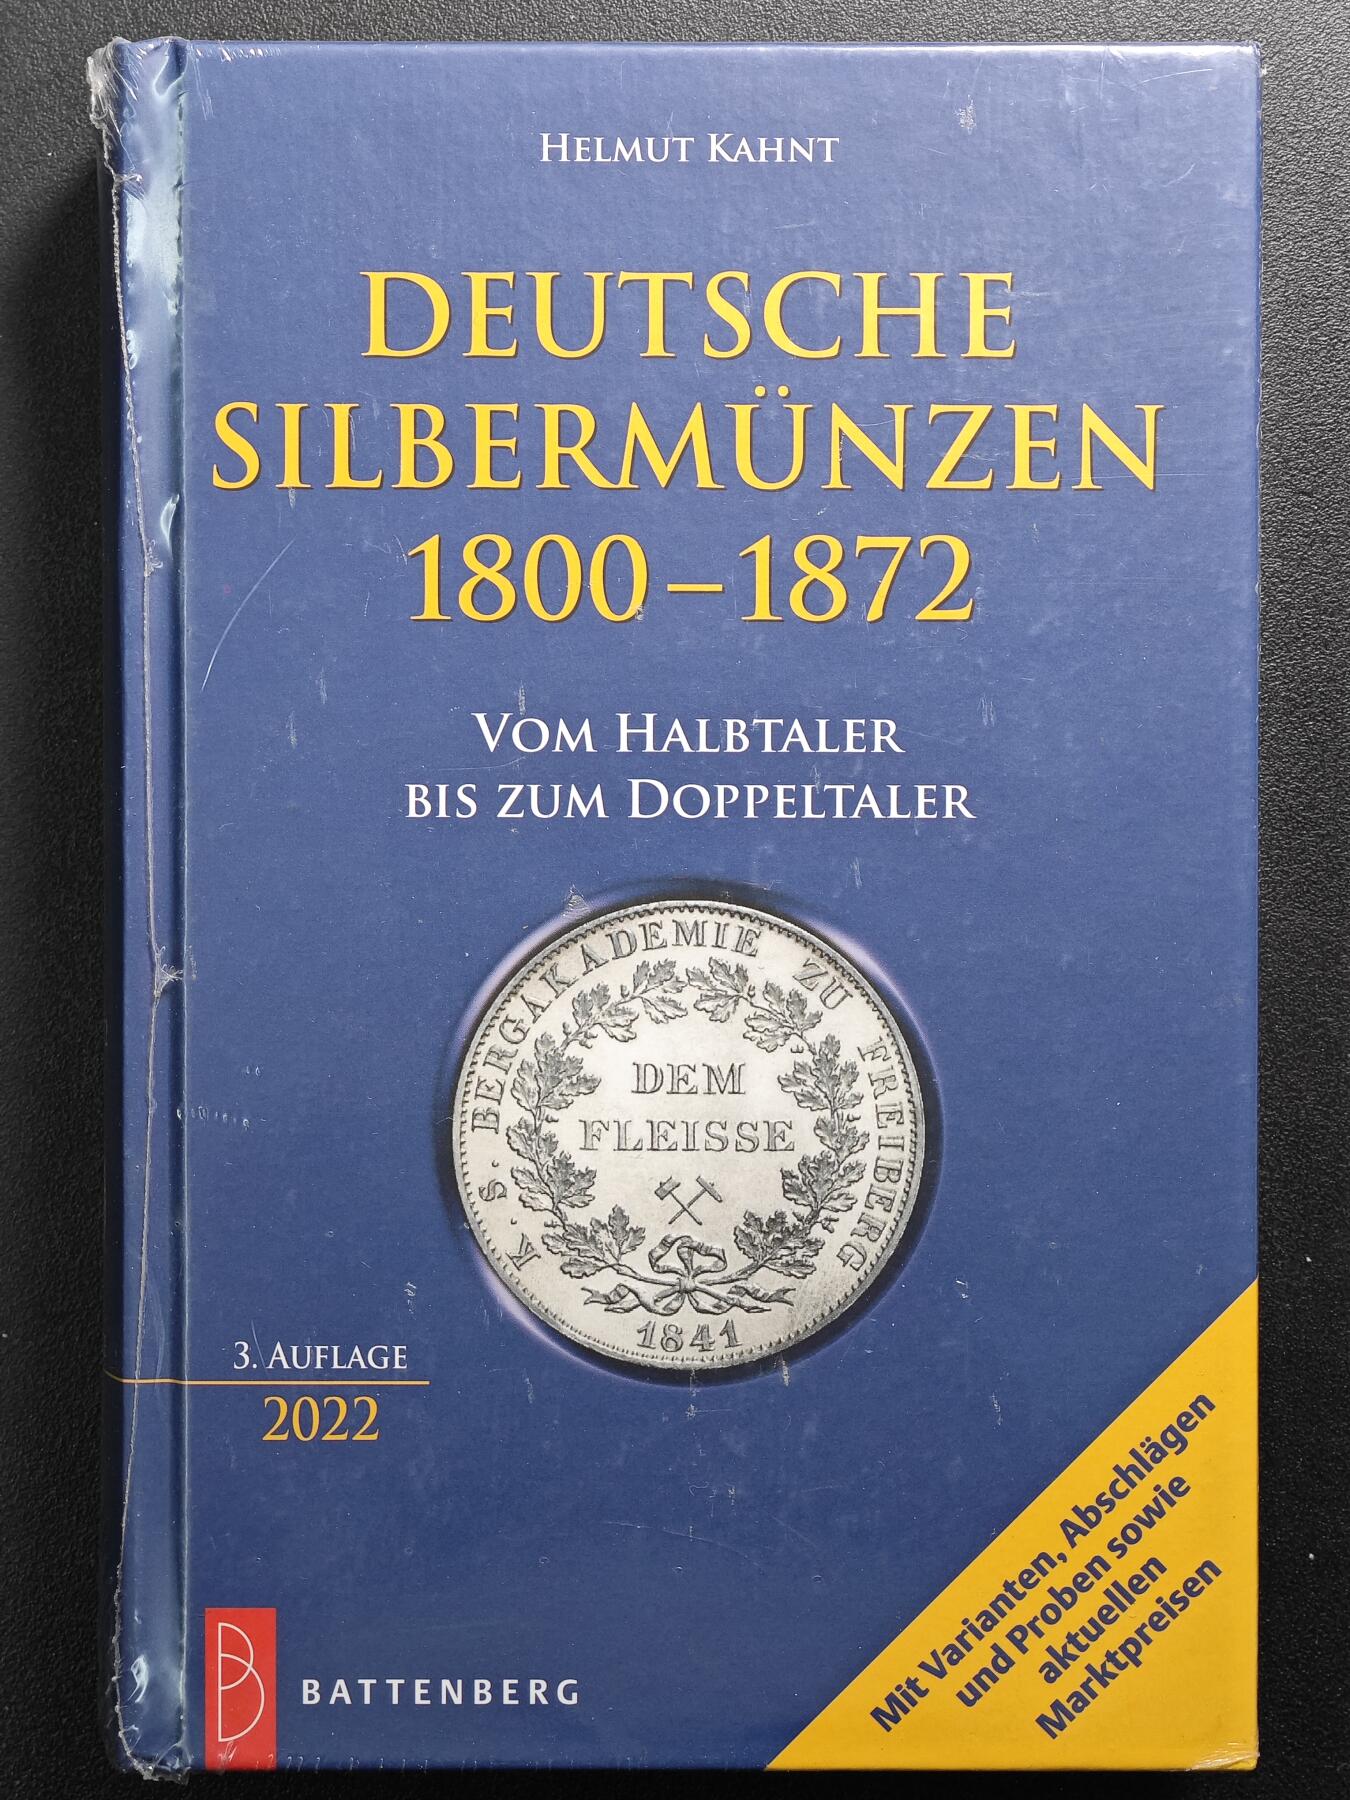 HELMUT KAHNT
DEUTSCHE
SILBERMÜNZEN
1800 – 1872
VOM HALBTALER
BIS ZUM DOPPELTALER
K. S. BERGAKADEMIE ZU FREIBERG
DEM
FLEISSE
1841
3. AUFLAGE
2022
Mit Varianten, Abschlägen
und Proben sowie
aktuellen
Marktpreisen
BATTENBERG